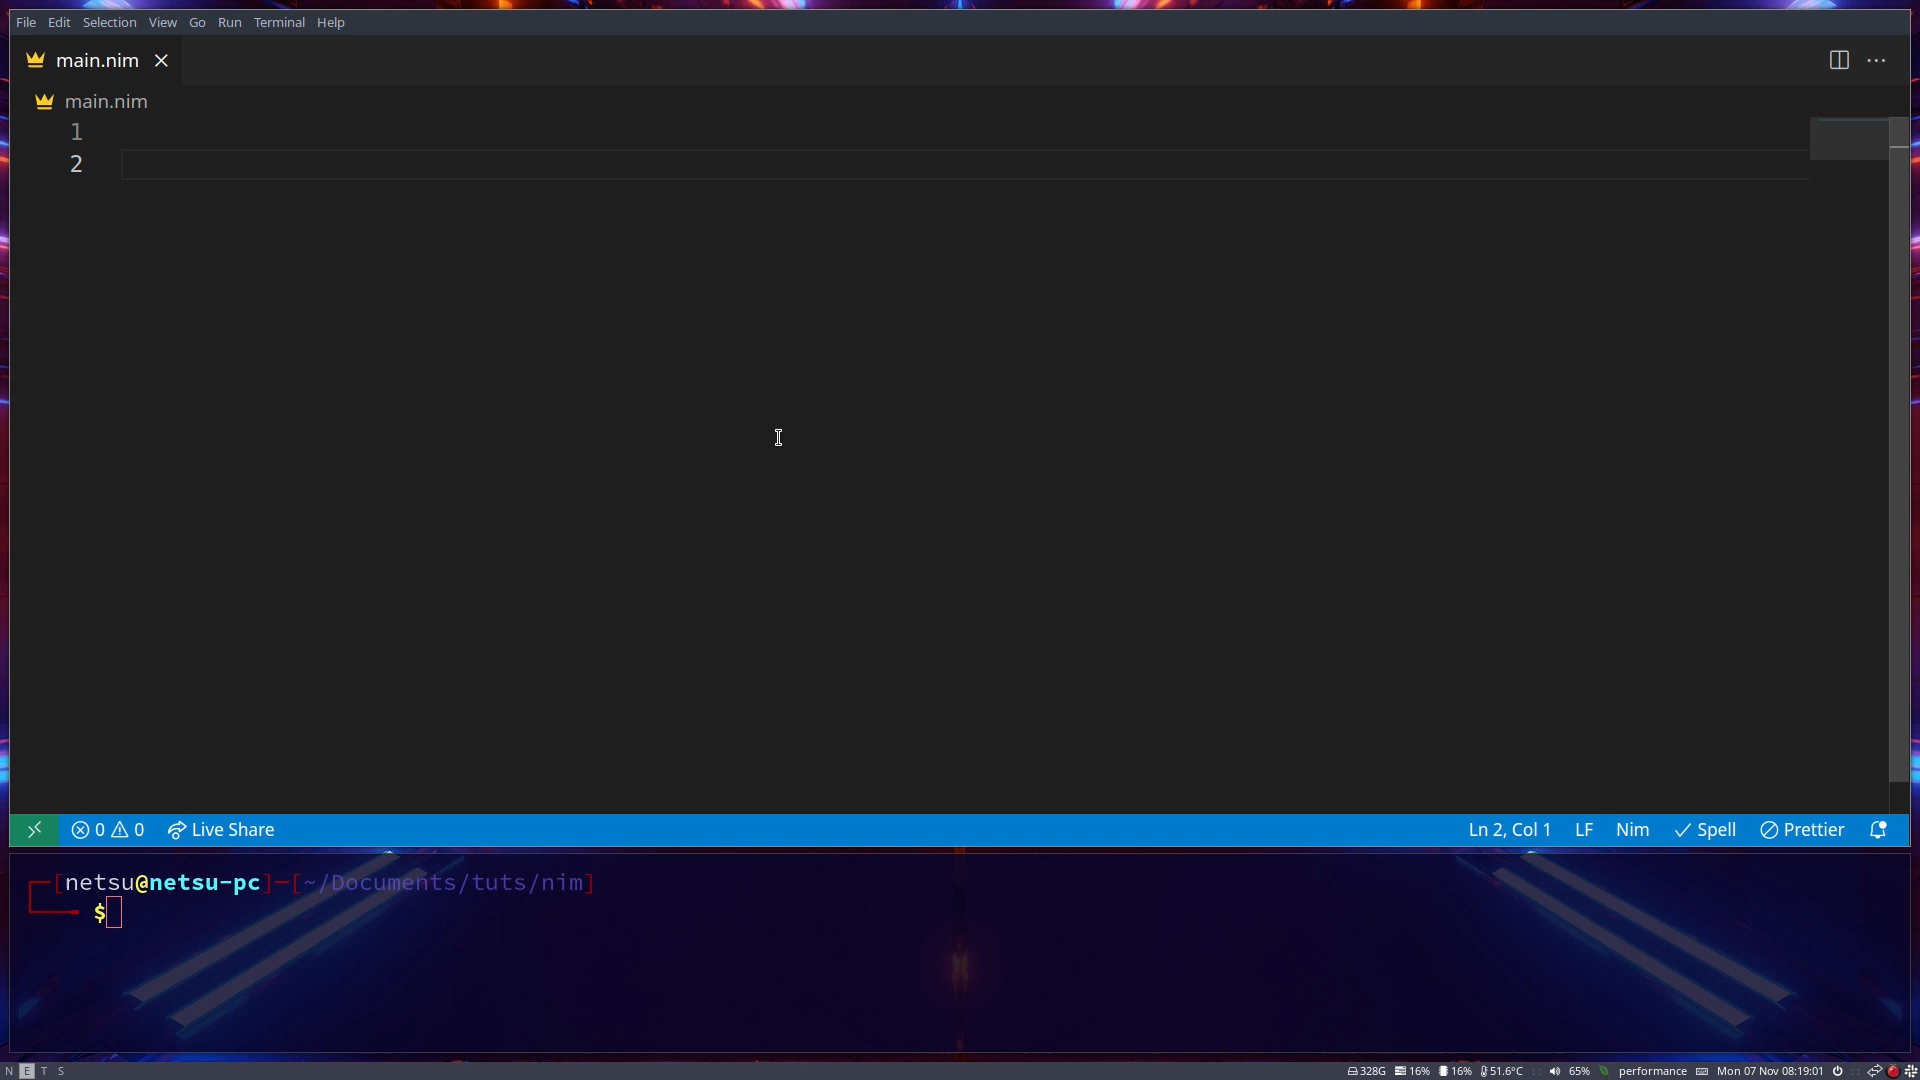 File Edit Selection View Go Run Terminal Help
main.nim
main.nim
1
2
0 0 Live Share Ln 2, Col 1 LF Nim Spell Prettier
[netsu@netsu-pc]-[~/Documents/tuts/nim]
$
N E T S 328G 16% 16% 51.6°C 65% performance Mon 07 Nov 08:19:01